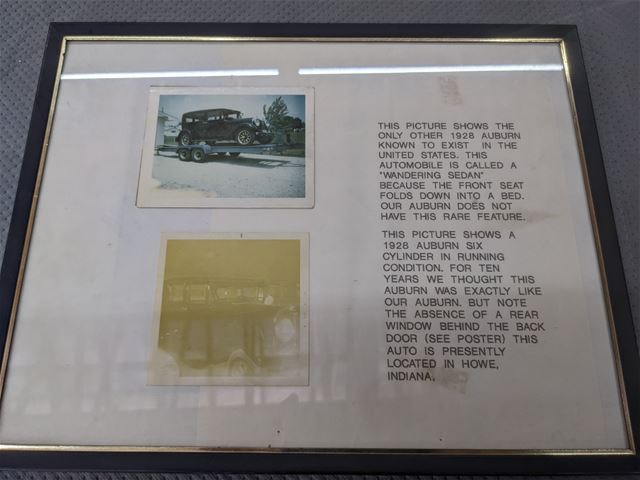 THIS PICTURE SHOWS THE
ONLY OTHER 1928 AUBURN
KNOWN TO EXIST IN THE
UNITED STATES. THIS
AUTOMOBILE IS CALLED A
"WANDERING SEDAN"
BECAUSE THE FRONT SEAT
FOLDS DOWN INTO A BED.
OUR AUBURN DOES NOT
HAVE THIS RARE FEATURE.
THIS PICTURE SHOWS A
1928 AUBURN SIX
CYLINDER IN RUNNING
CONDITION. FOR TEN
YEARS WE THOUGHT THIS
AUBURN WAS EXACTLY LIKE
OUR AUBURN. BUT NOTE
THE ABSENCE OF A REAR
WINDOW BEHIND THE BACK
DOOR (SEE POSTER) THIS
AUTO IS PRESENTLY
LOCATED IN HOWE,
INDIANA.